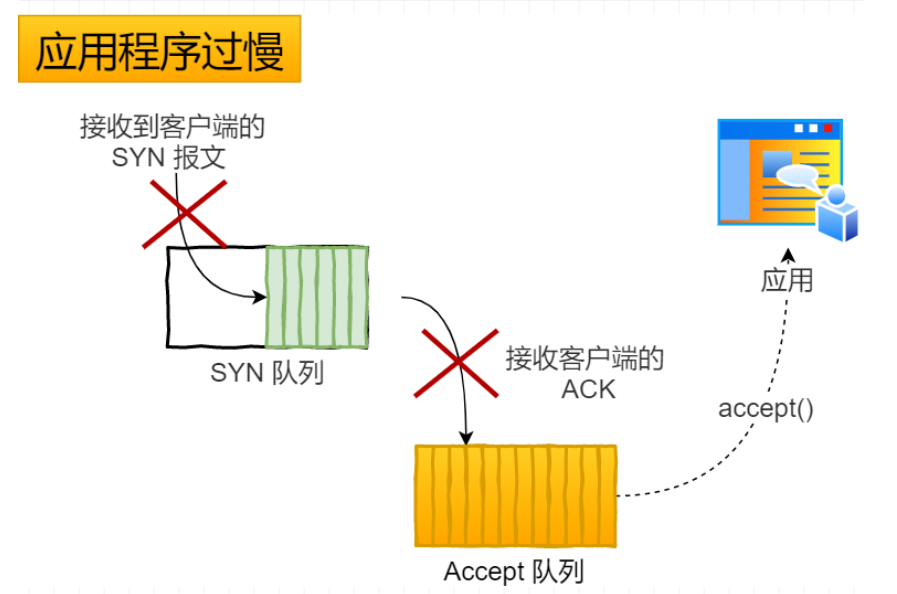 应用程序过慢
接收到客户端的
SYN 报文
SYN 队列
接收客户端的
ACK
应用
accept()
Accept 队列